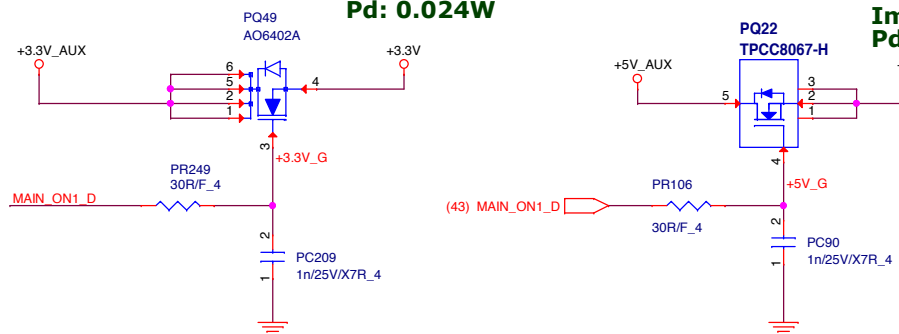 Pd: 0.024W
PQ49
AO6402A
+3.3V_AUX
+3.3V
6
5
2
1
4
3
+3.3V_G
PR249
30R/F_4
MAIN_ON1_D
2
PC209
1n/25V/X7R_4
1
Im
Pd
PQ22
TPCC8067-H
+5V_AUX
5
3
2
1
4
+5V_G
PR106
(43) MAIN_ON1_D
30R/F_4
2
PC90
1n/25V/X7R_4
1